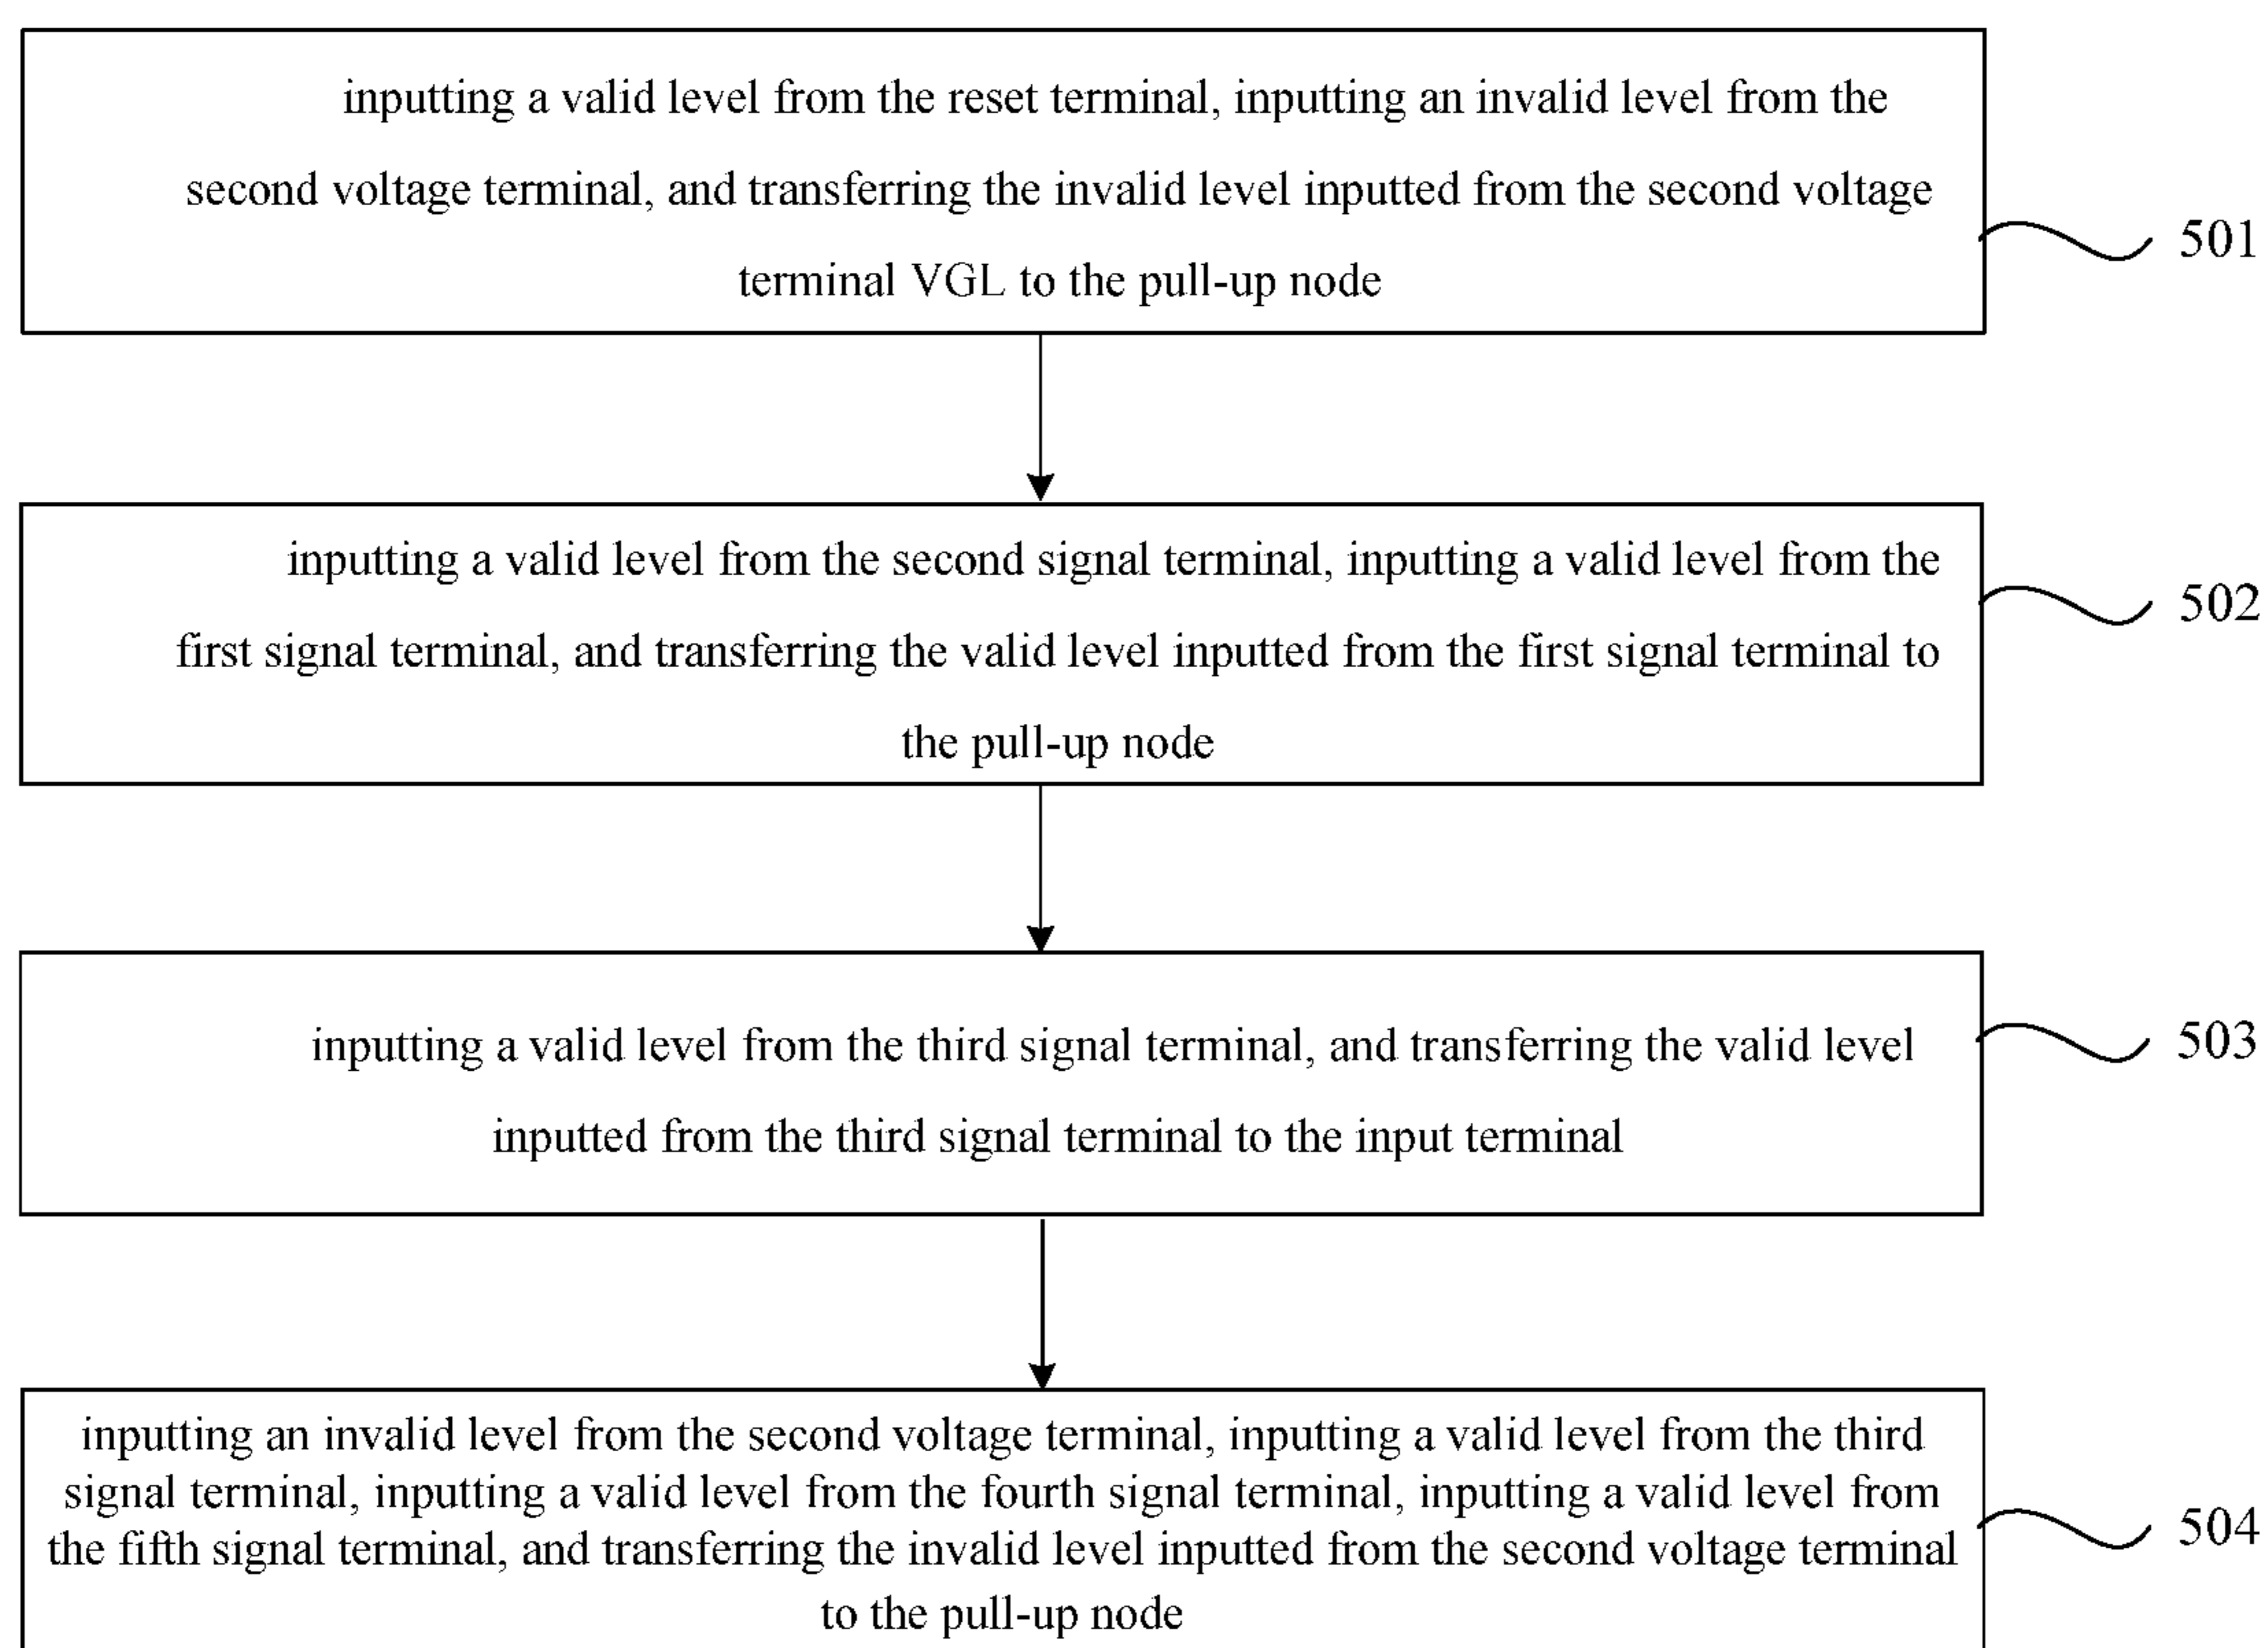 inputting a valid level from the reset terminal, inputting an invalid level from the
second voltage terminal, and transferring the invalid level inputted from the second voltage
terminal VGL to the pull-up node
501
inputting a valid level from the second signal terminal, inputting a valid level from the
first signal terminal, and transferring the valid level inputted from the first signal terminal to
the pull-up node
502
inputting a valid level from the third signal terminal, and transferring the valid level
inputted from the third signal terminal to the input terminal
503
inputting an invalid level from the second voltage terminal, inputting a valid level from the third
signal terminal, inputting a valid level from the fourth signal terminal, inputting a valid level from
the fifth signal terminal, and transferring the invalid level inputted from the second voltage terminal
to the pull-up node
504